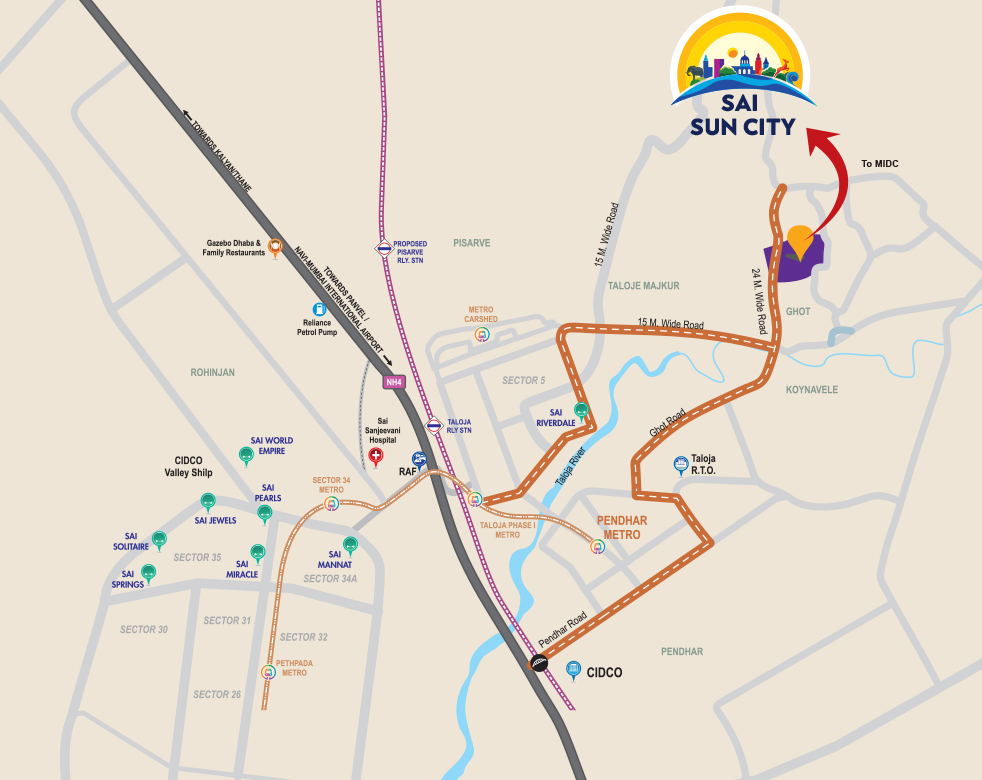 SAI
SUN CITY
To MIDC
TOWARDS KALYAN/THANE
Gazebo Dhaba &
Family Restaurants
TOWARDS PANVEL /
NAVI-MUMBAI INTERNATIONAL AIRPORT
PROPOSED
PISARVE
RLY. STN
PISARVE
15 M. Wide Road
TALOJE MAJKUR
24 M. Wide Road
GHOT
METRO
CARSHED
15 M. Wide Road
Reliance
Petrol Pump
ROHINJAN
NH4
SECTOR 5
KOYNAVELE
SAI
RIVERDALE
Ghot Road
Sai
Sanjeevani
Hospital
TALOJA
RLY STN
SAI WORLD
EMPIRE
CIDCO
Valley Shilp
RAF
Taloja River
Taloja
R.T.O.
SECTOR 34
METRO
SAI
PEARLS
SAI JEWELS
TALOJA PHASE I
METRO
PENDHAR
METRO
SAI
SOLITAIRE
SECTOR 35
SAI
SPRINGS
SAI
MIRACLE
SAI
MANNAT
SECTOR 34A
SECTOR 30
SECTOR 31
SECTOR 32
Pendhar Road
PENDHAR
PETHPADA
METRO
CIDCO
SECTOR 26